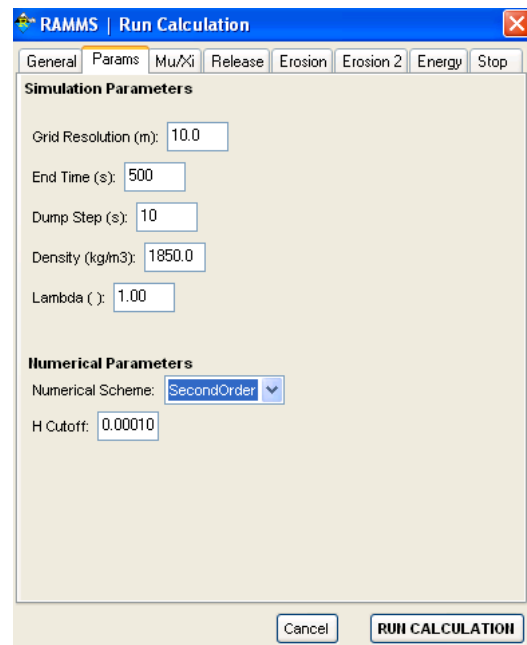 RAMMS | Run Calculation
General Params Mu/Xi Release Erosion Erosion 2 Energy Stop
Simulation Parameters
Grid Resolution (m): 10.0
End Time (s): 500
Dump Step (s): 10
Density (kg/m3): 1850.0
Lambda ( ): 1.00
Numerical Parameters
Numerical Scheme: SecondOrder
H Cutoff: 0.00010
Cancel RUN CALCULATION